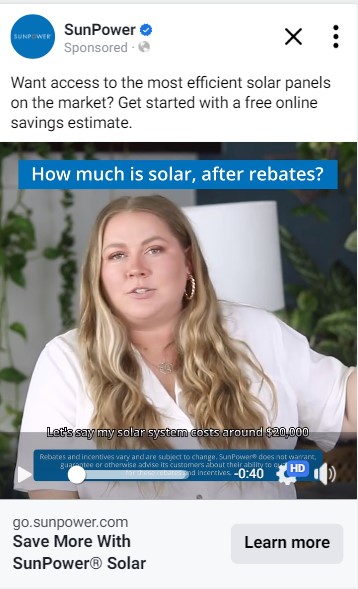 SUNPOWER
SunPower
Sponsored ·
Want access to the most efficient solar panels
on the market? Get started with a free online
savings estimate.
How much is solar, after rebates?
Let's say my solar system costs around $20,000
Rebates and incentives vary and are subject to change. SunPower® does not warrant,
guarantee or otherwise advise its customers about their ability to
for these rebates and incentives.
-0:40
HD
go.sunpower.com
Save More With
SunPower® Solar
Learn more